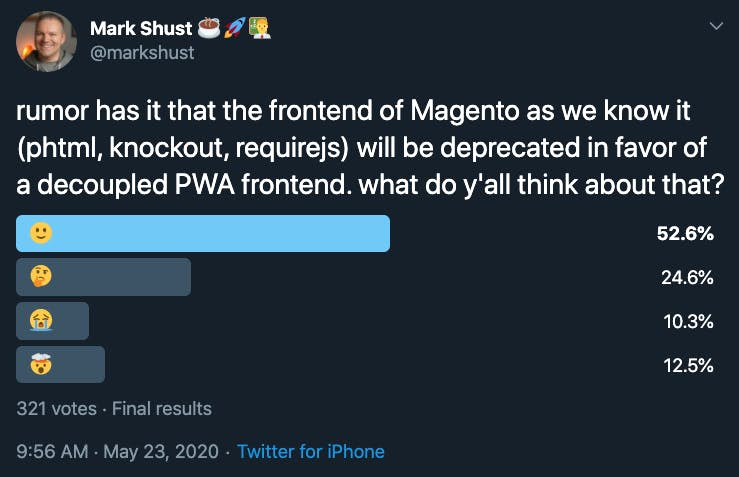 Mark Shust ☕🚀👨‍🏫
@markshust
rumor has it that the frontend of Magento as we know it
(phtml, knockout, requirejs) will be deprecated in favor of
a decoupled PWA frontend. what do y'all think about that?
🙂 52.6%
🤔 24.6%
😭 10.3%
🤯 12.5%
321 votes · Final results
9:56 AM · May 23, 2020 · Twitter for iPhone